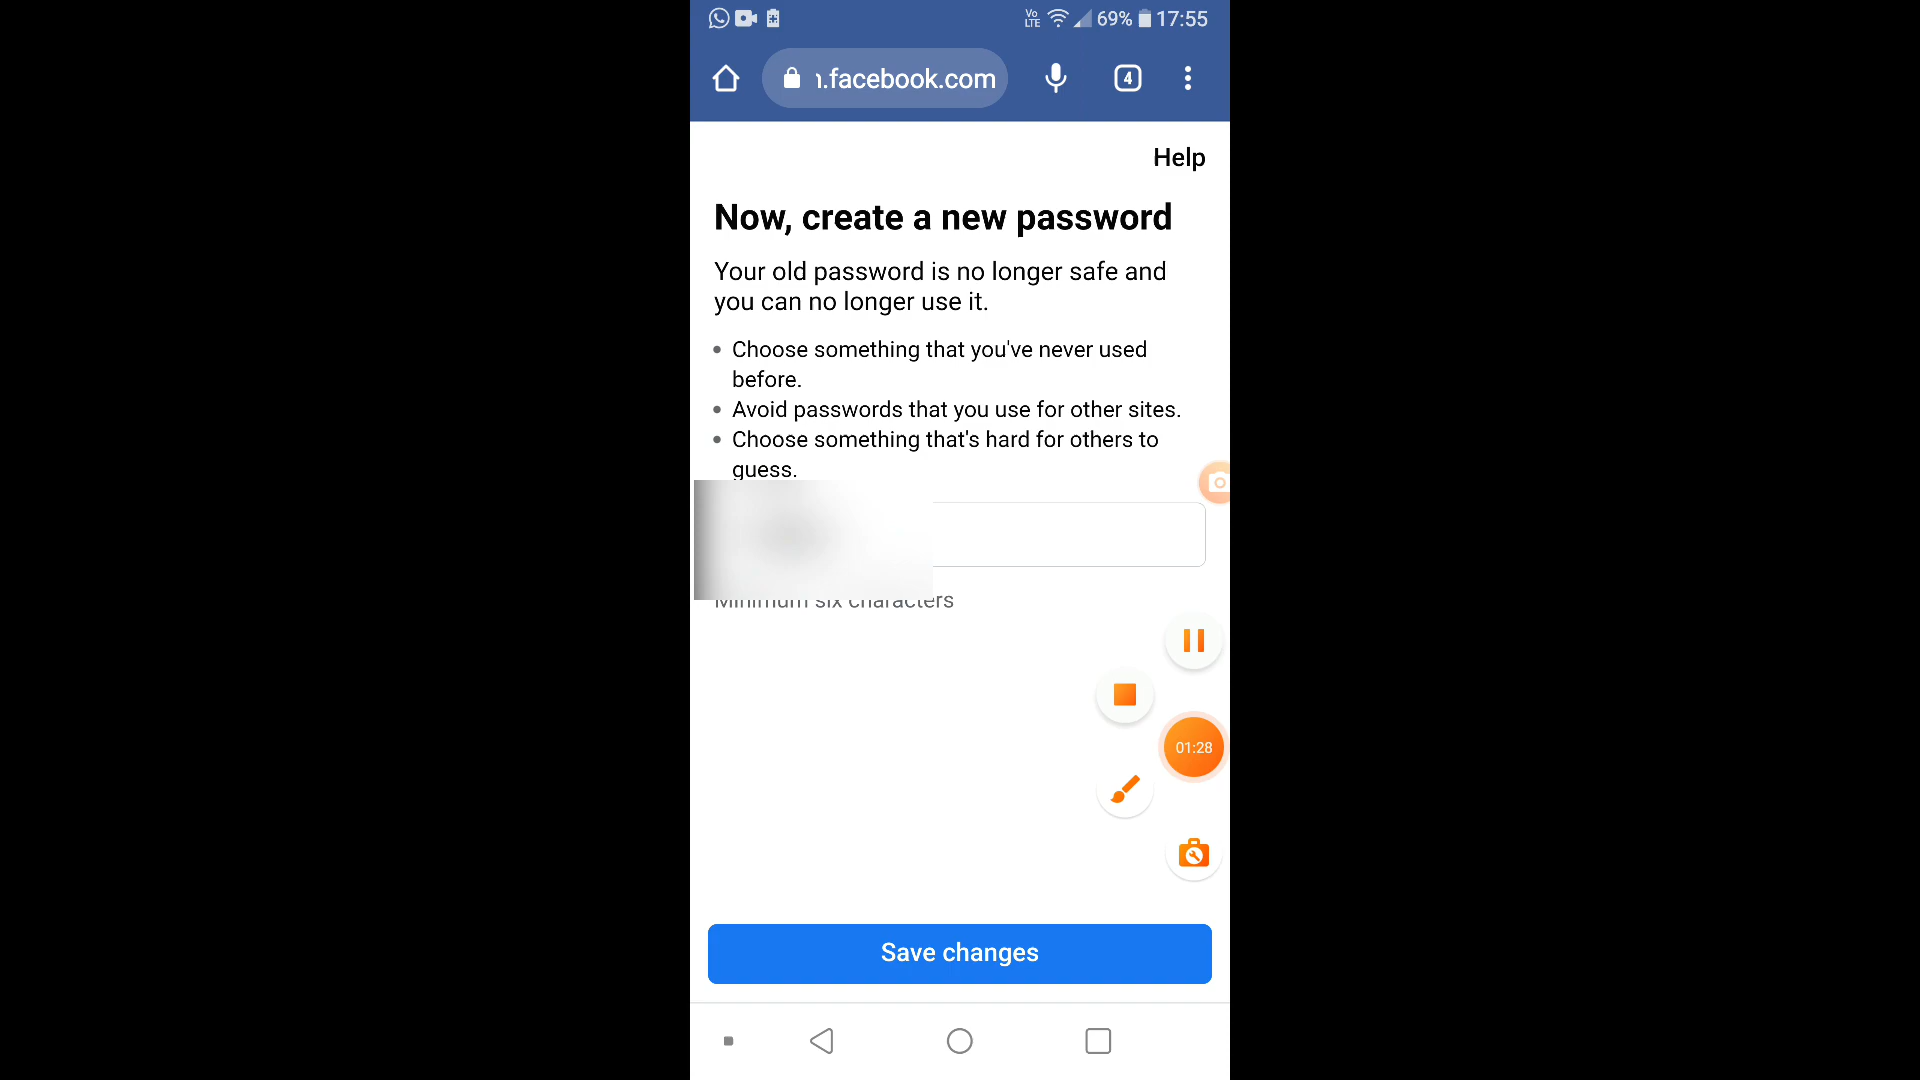 Vo LTE 69% 17:55
.facebook.com 4
Help
Now, create a new password
Your old password is no longer safe and
you can no longer use it.
Choose something that you've never used
before.
Avoid passwords that you use for other sites.
Choose something that's hard for others to
guess.
Minimum six characters
01:28
Save changes